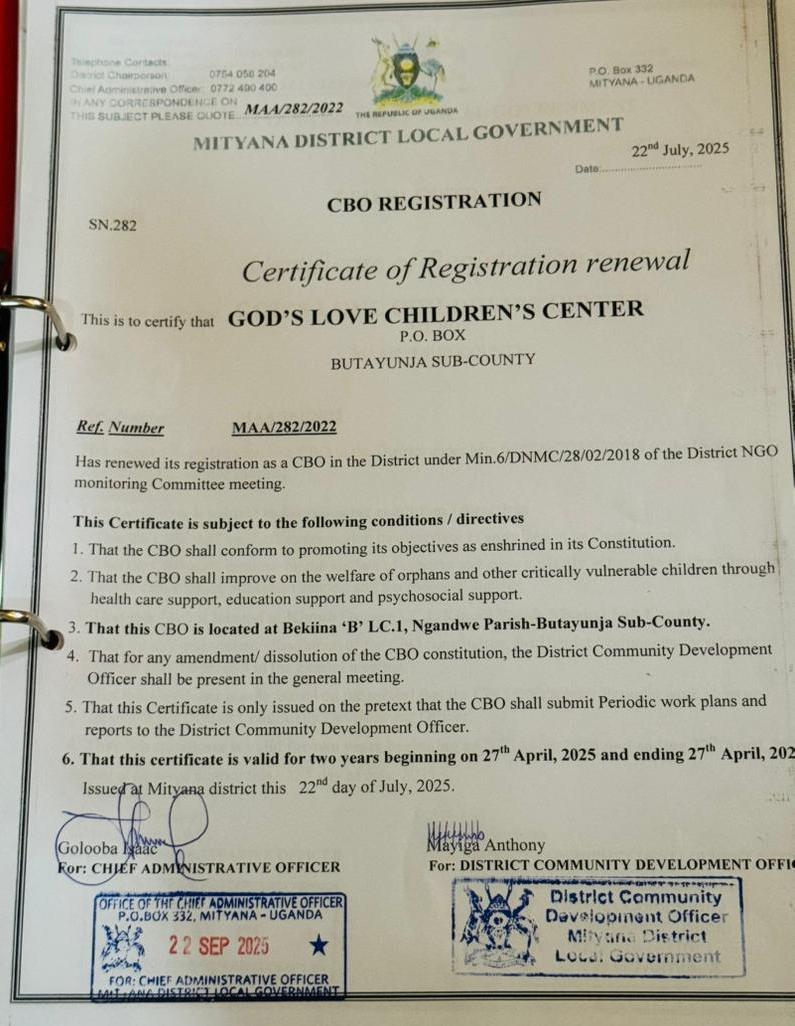 Telephone Contacts:
District Chairperson: 0754 050 204
Chief Administrative Officer: 0772 490 400
IN ANY CORRESPONDENCE ON
THIS SUBJECT PLEASE QUOTE MAA/282/2022
THE REPUBLIC OF UGANDA
P.O. Box 332
MITYANA - UGANDA
MITYANA DISTRICT LOCAL GOVERNMENT
22nd July, 2025
Date:............................
CBO REGISTRATION
SN.282
Certificate of Registration renewal
This is to certify that GOD'S LOVE CHILDREN'S CENTER
P.O. BOX
BUTAYUNJA SUB-COUNTY
Ref. Number MAA/282/2022
Has renewed its registration as a CBO in the District under Min.6/DNMC/28/02/2018 of the District NGO
monitoring Committee meeting.
This Certificate is subject to the following conditions / directives
1. That the CBO shall conform to promoting its objectives as enshrined in its Constitution.
2. That the CBO shall improve on the welfare of orphans and other critically vulnerable children through
health care support, education support and psychosocial support.
3. That this CBO is located at Bekiina 'B' LC.1, Ngandwe Parish-Butayunja Sub-County.
4. That for any amendment/ dissolution of the CBO constitution, the District Community Development
Officer shall be present in the general meeting.
5. That this Certificate is only issued on the pretext that the CBO shall submit Periodic work plans and
reports to the District Community Development Officer.
6. That this certificate is valid for two years beginning on 27th April, 2025 and ending 27th April, 202
Issued at Mityana district this 22nd day of July, 2025.
Golooba Isaac
For: CHIEF ADMINISTRATIVE OFFICER
Mayiga Anthony
For: DISTRICT COMMUNITY DEVELOPMENT OFFI
OFFICE OF THE CHIEF ADMINISTRATIVE OFFICER
P.O.BOX 332, MITYANA - UGANDA
22 SEP 2025
FOR: CHIEF ADMINISTRATIVE OFFICER
MITYANA DISTRICT LOCAL GOVERNMENT
District Community
Development Officer
Mityana District
Local Government